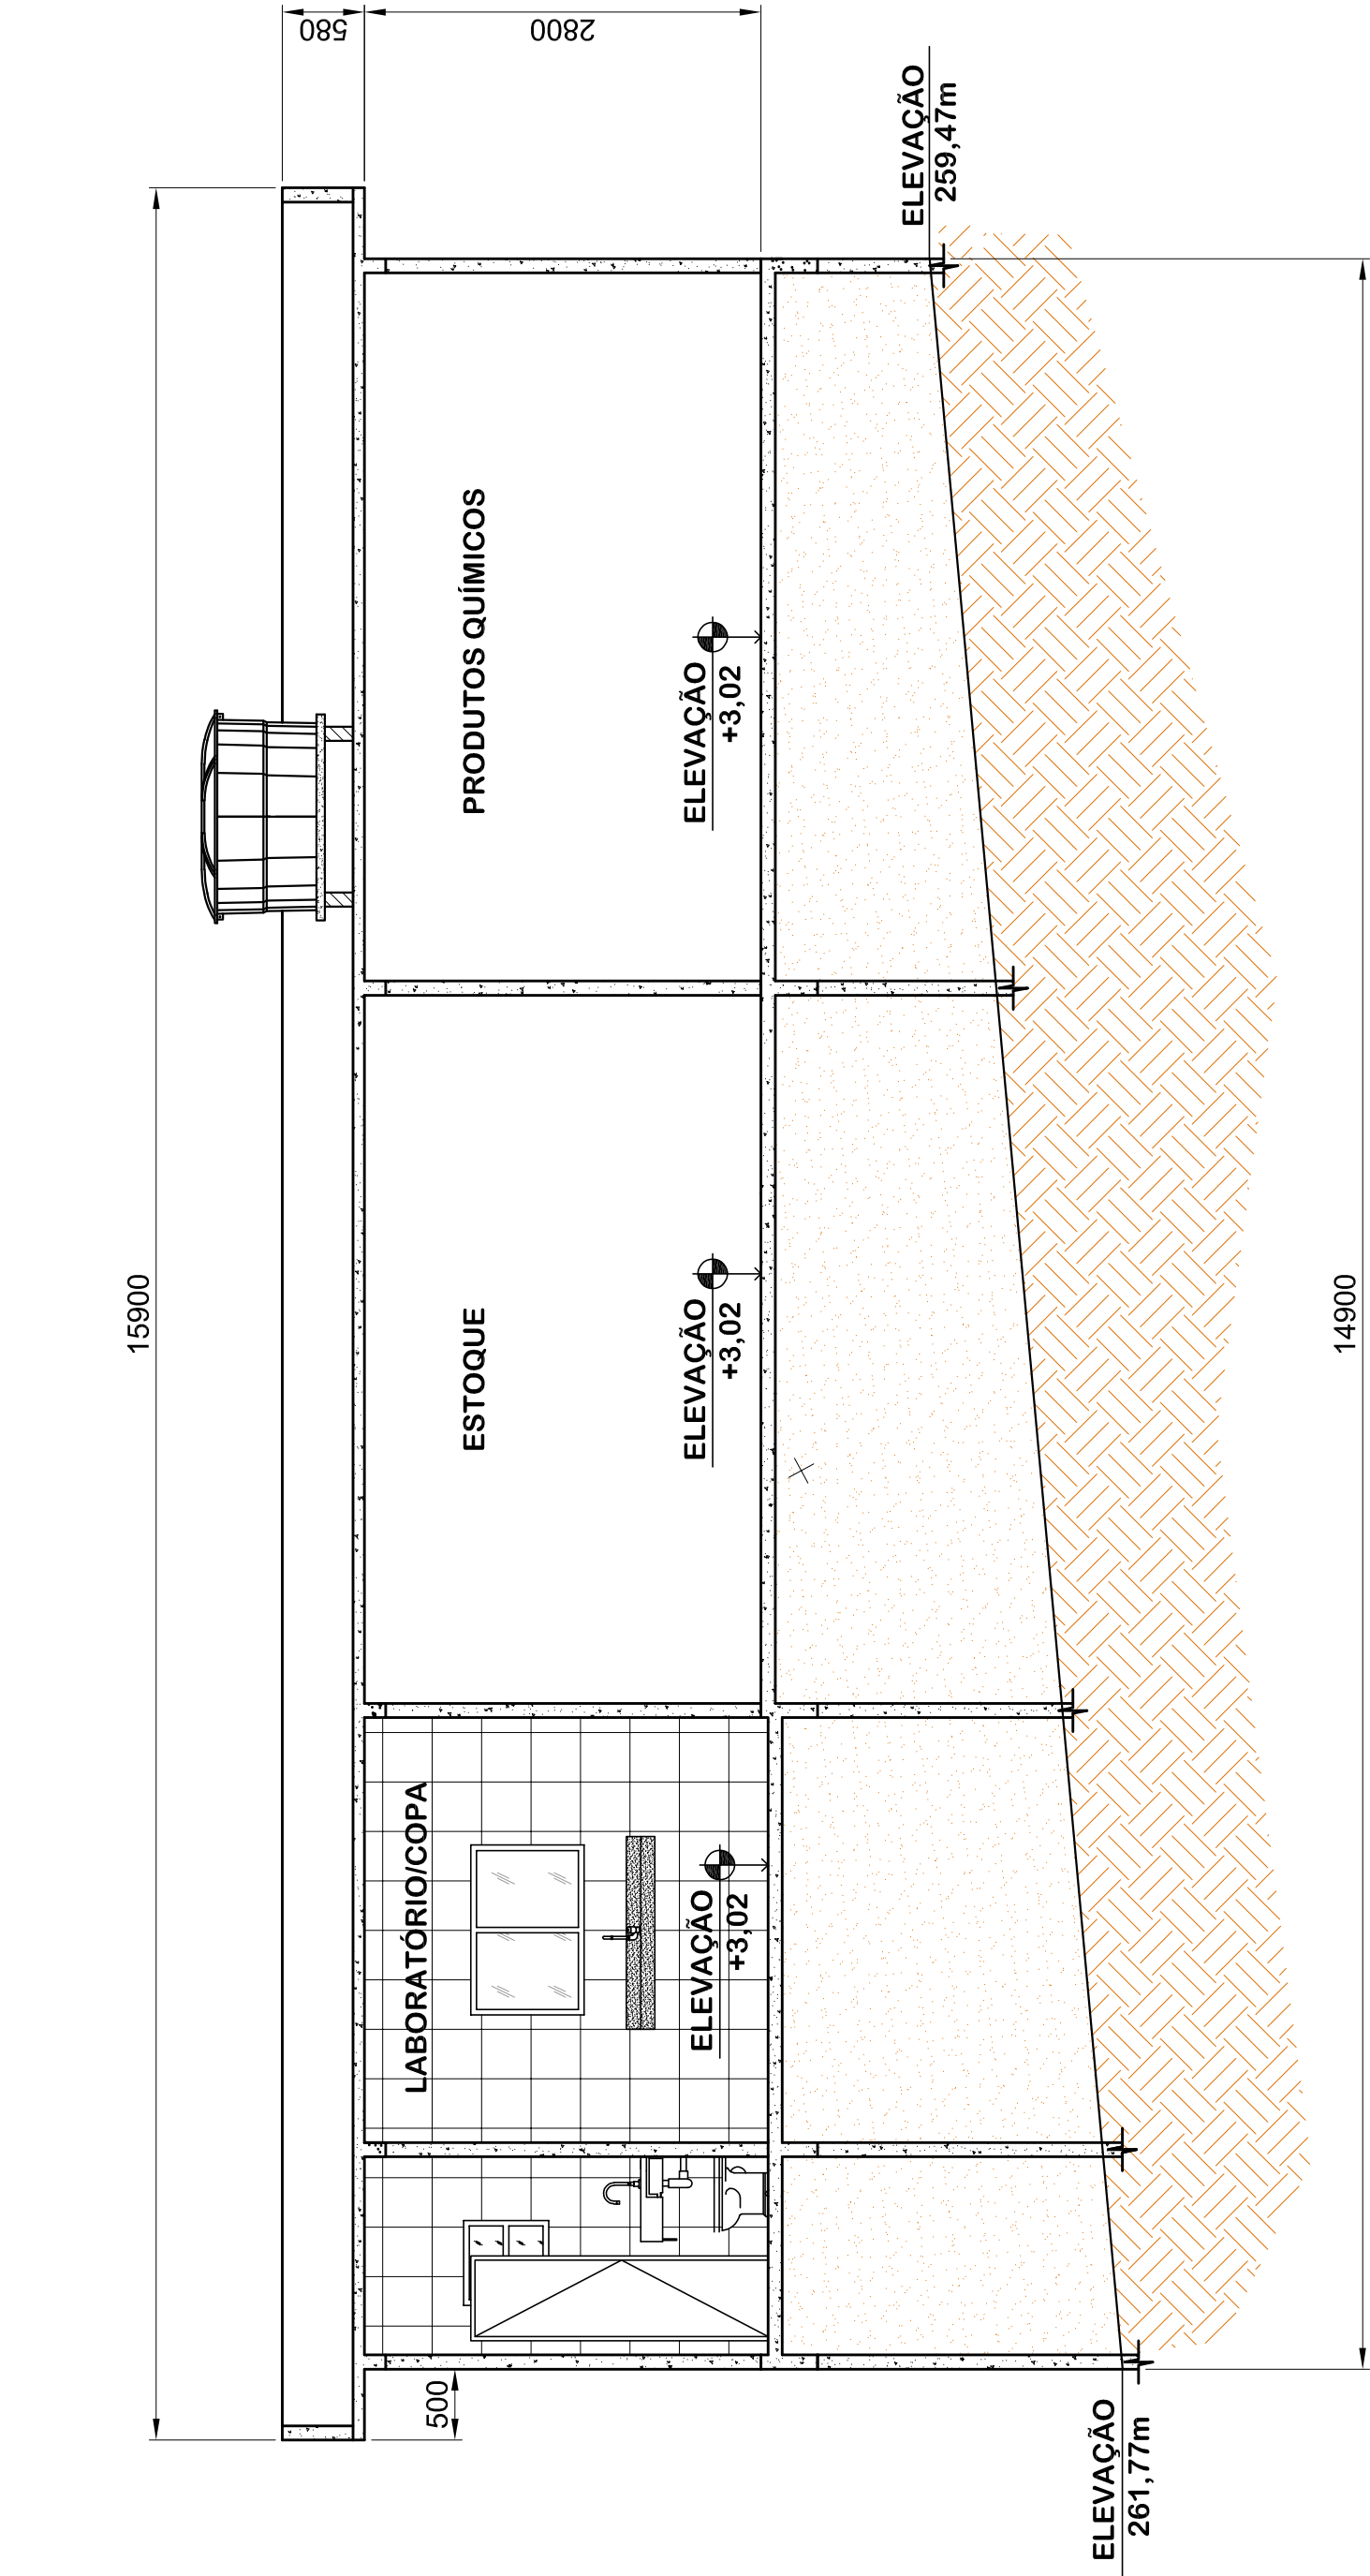 15900
580
2800
500
LABORATÓRIO/COPA
ESTOQUE
PRODUTOS QUÍMICOS
ELEVAÇÃO
+3,02
ELEVAÇÃO
+3,02
ELEVAÇÃO
+3,02
ELEVAÇÃO
261,77m
ELEVAÇÃO
259,47m
14900